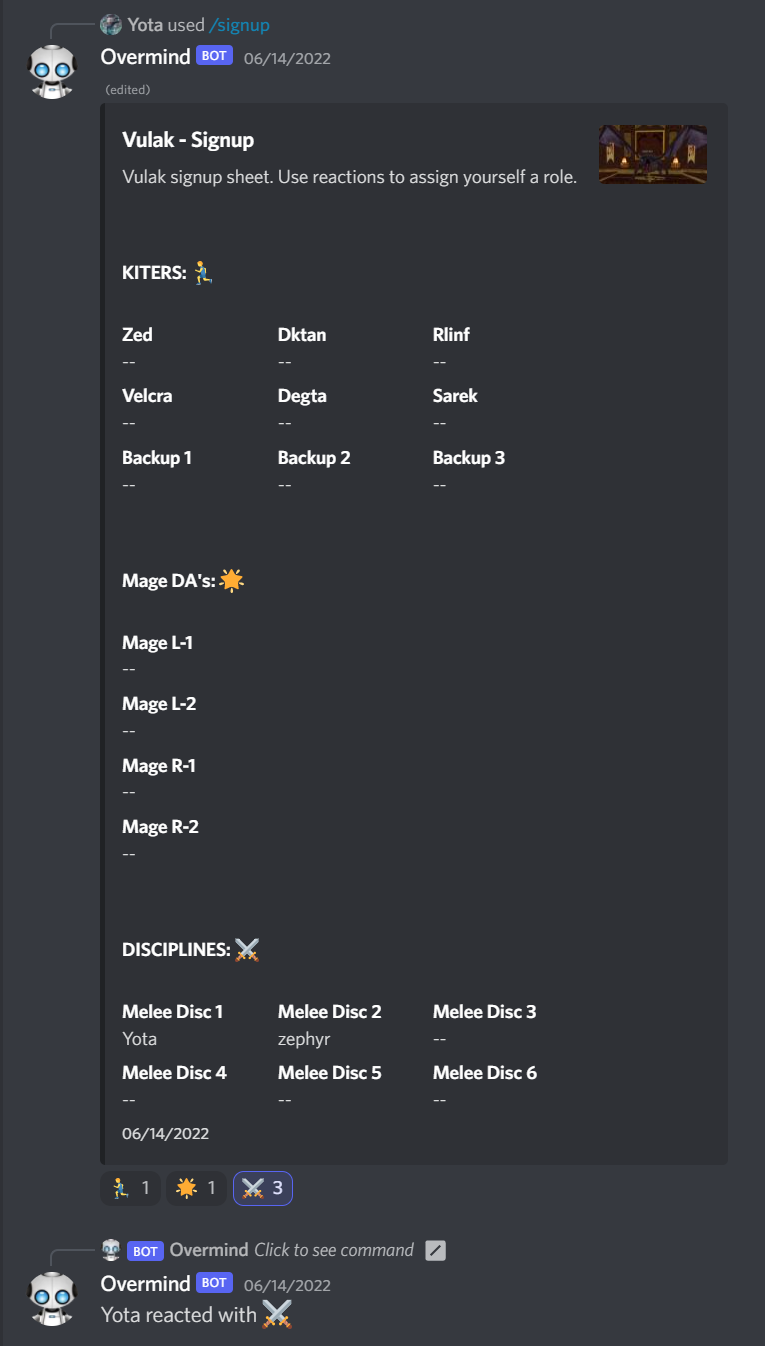 Yota used /signup
Overmind BOT 06/14/2022
(edited)
Vulak - Signup
Vulak signup sheet. Use reactions to assign yourself a role.
KITERS:
Zed Dktan Rlinf
-- -- --
Velcra Degta Sarek
-- -- --
Backup 1 Backup 2 Backup 3
-- -- --
Mage DA's:
Mage L-1
--
Mage L-2
--
Mage R-1
--
Mage R-2
--
DISCIPLINES:
Melee Disc 1 Melee Disc 2 Melee Disc 3
Yota zephyr --
Melee Disc 4 Melee Disc 5 Melee Disc 6
-- -- --
06/14/2022
1 1 3
BOT Overmind Click to see command
Overmind BOT 06/14/2022
Yota reacted with